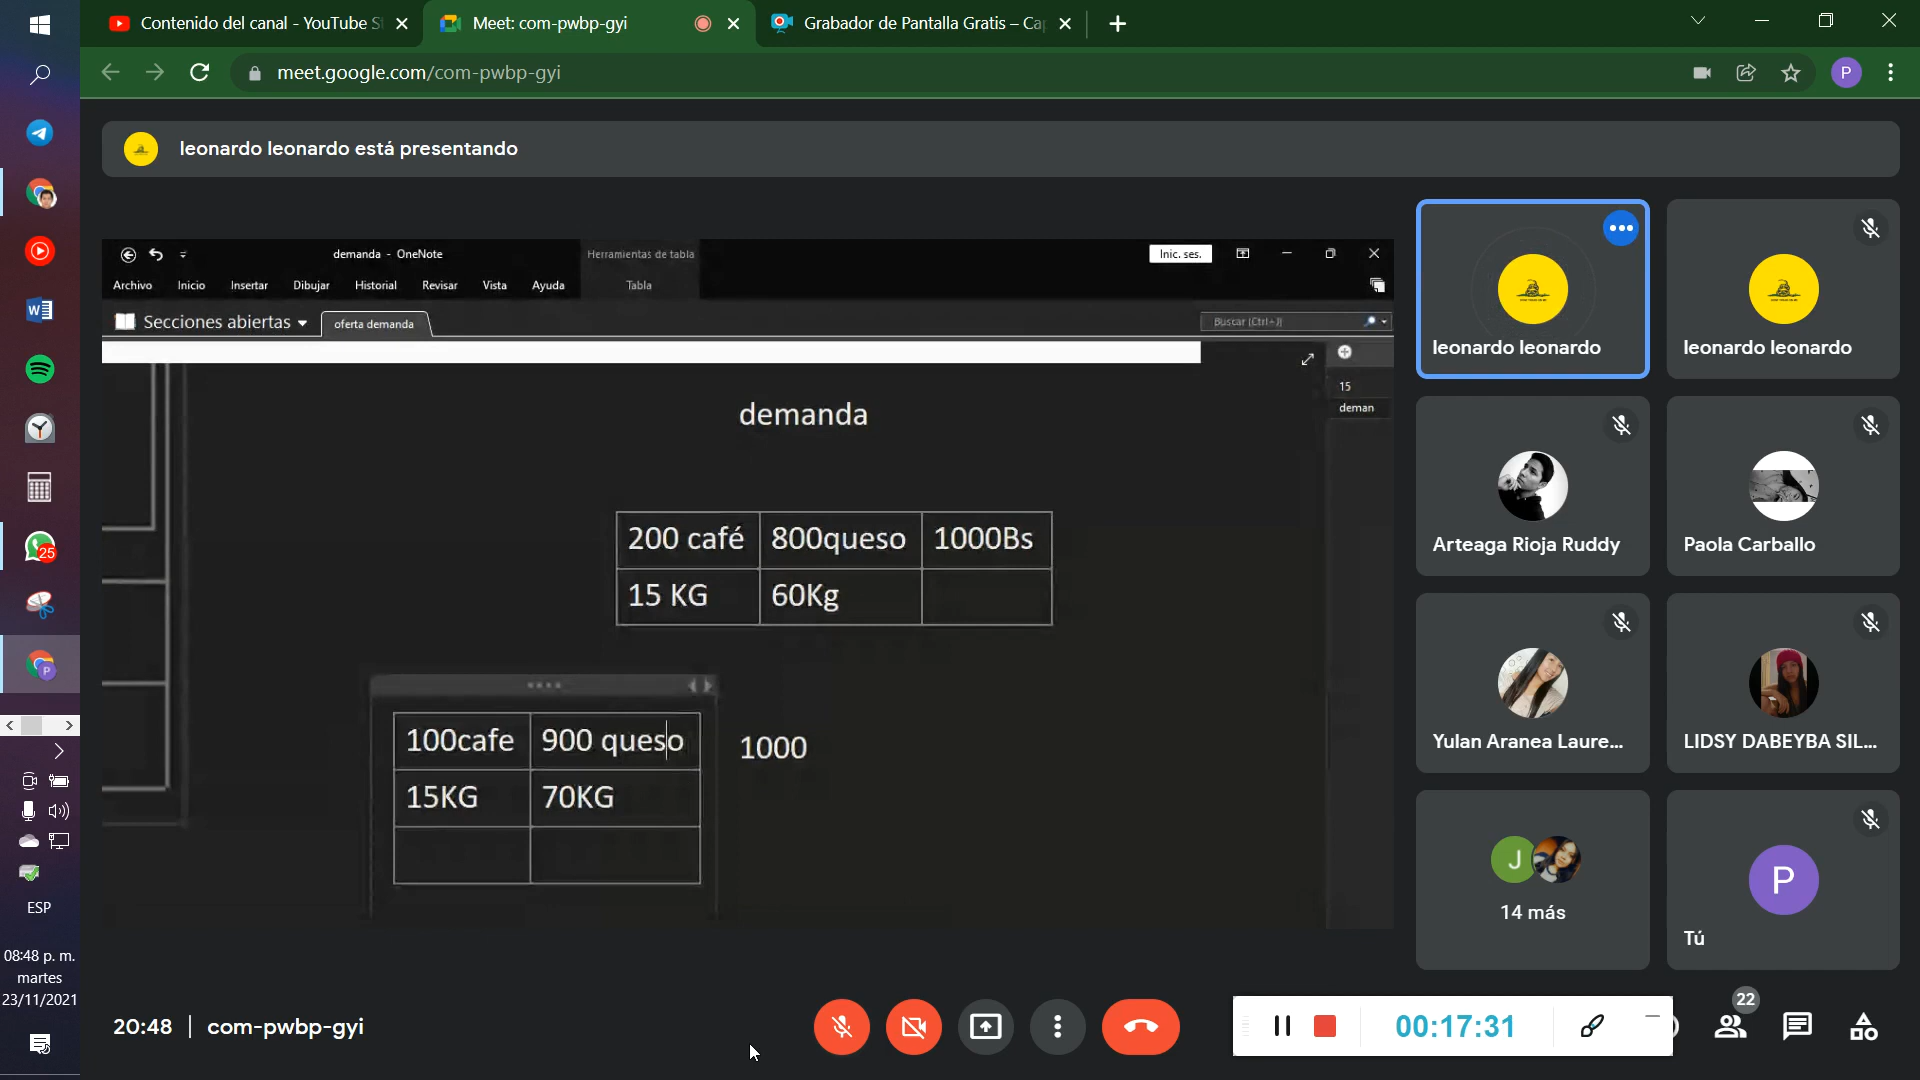 Contenido del canal - YouTube S
Meet: com-pwbp-gyi
Grabador de Pantalla Gratis – Ca
meet.google.com/com-pwbp-gyi
P
leonardo leonardo está presentando
demanda - OneNote
Herramientas de tabla
Inic. ses.
Archivo
Inicio
Insertar
Dibujar
Historial
Revisar
Vista
Ayuda
Tabla
Secciones abiertas
oferta demanda
Buscar (Ctrl+J)
15
deman
demanda
200 café
800queso
1000Bs
15 KG
60Kg
100cafe
900 queso
1000
15KG
70KG
leonardo leonardo
leonardo leonardo
Arteaga Rioja Ruddy
Paola Carballo
Yulan Aranea Laure...
LIDSY DABEYBA SIL...
J
14 más
P
Tú
25
P
ESP
08:48 p. m.
martes
23/11/2021
20:48
com-pwbp-gyi
00:17:31
22